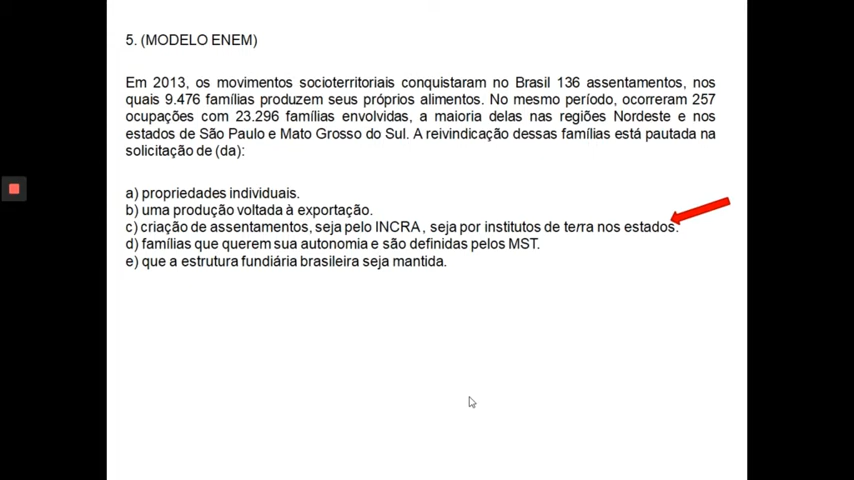 5. (MODELO ENEM)
Em 2013, os movimentos socioterritoriais conquistaram no Brasil 136 assentamentos, nos
quais 9.476 famílias produzem seus próprios alimentos. No mesmo período, ocorreram 257
ocupações com 23.296 famílias envolvidas, a maioria delas nas regiões Nordeste e nos
estados de São Paulo e Mato Grosso do Sul. A reivindicação dessas famílias está pautada na
solicitação de (da):
a) propriedades individuais.
b) uma produção voltada à exportação.
c) criação de assentamentos, seja pelo INCRA , seja por institutos de terra nos estados.
d) famílias que querem sua autonomia e são definidas pelos MST.
e) que a estrutura fundiária brasileira seja mantida.